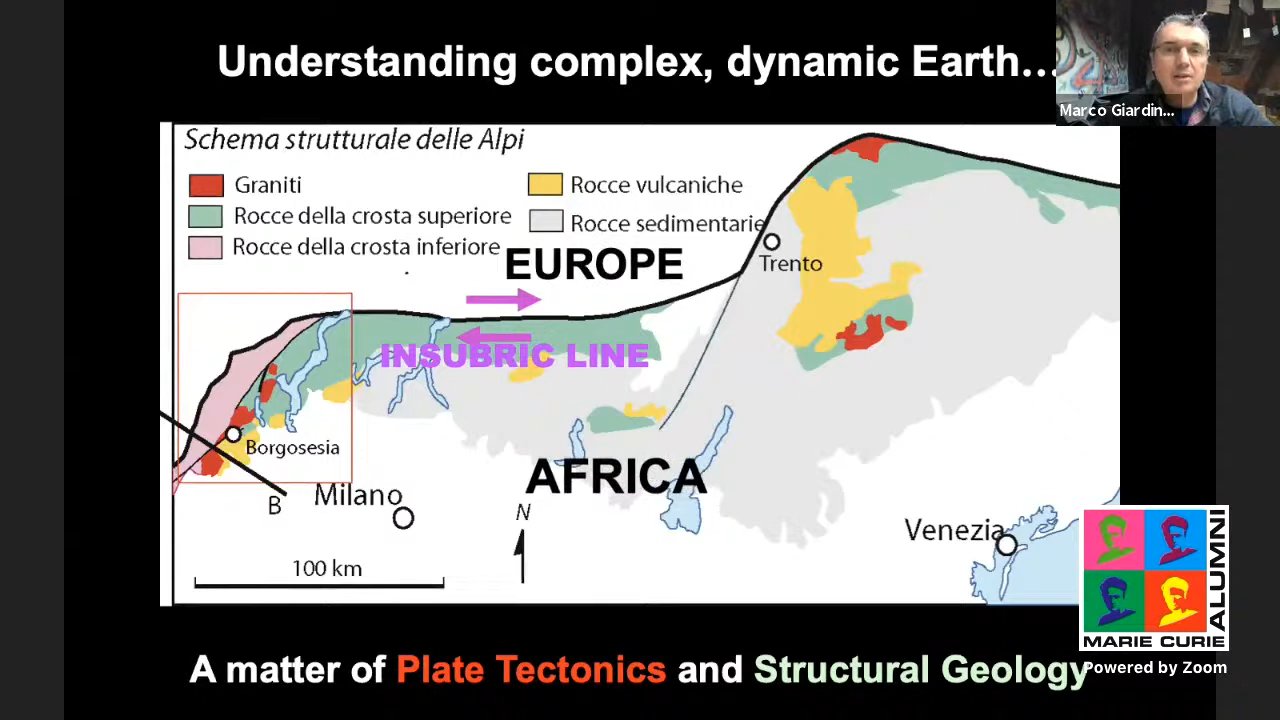 Understanding complex, dynamic Earth...
Marco Giardin...
Schema strutturale delle Alpi
Graniti
Rocce vulcaniche
Rocce della crosta superiore
Rocce sedimentarie
Rocce della crosta inferiore
EUROPE
Trento
INSUBRIC LINE
Borgosesia
AFRICA
B
Milano
N
Venezia
100 km
ALUMNI
MARIE CURIE
Powered by Zoom
A matter of Plate Tectonics and Structural Geology